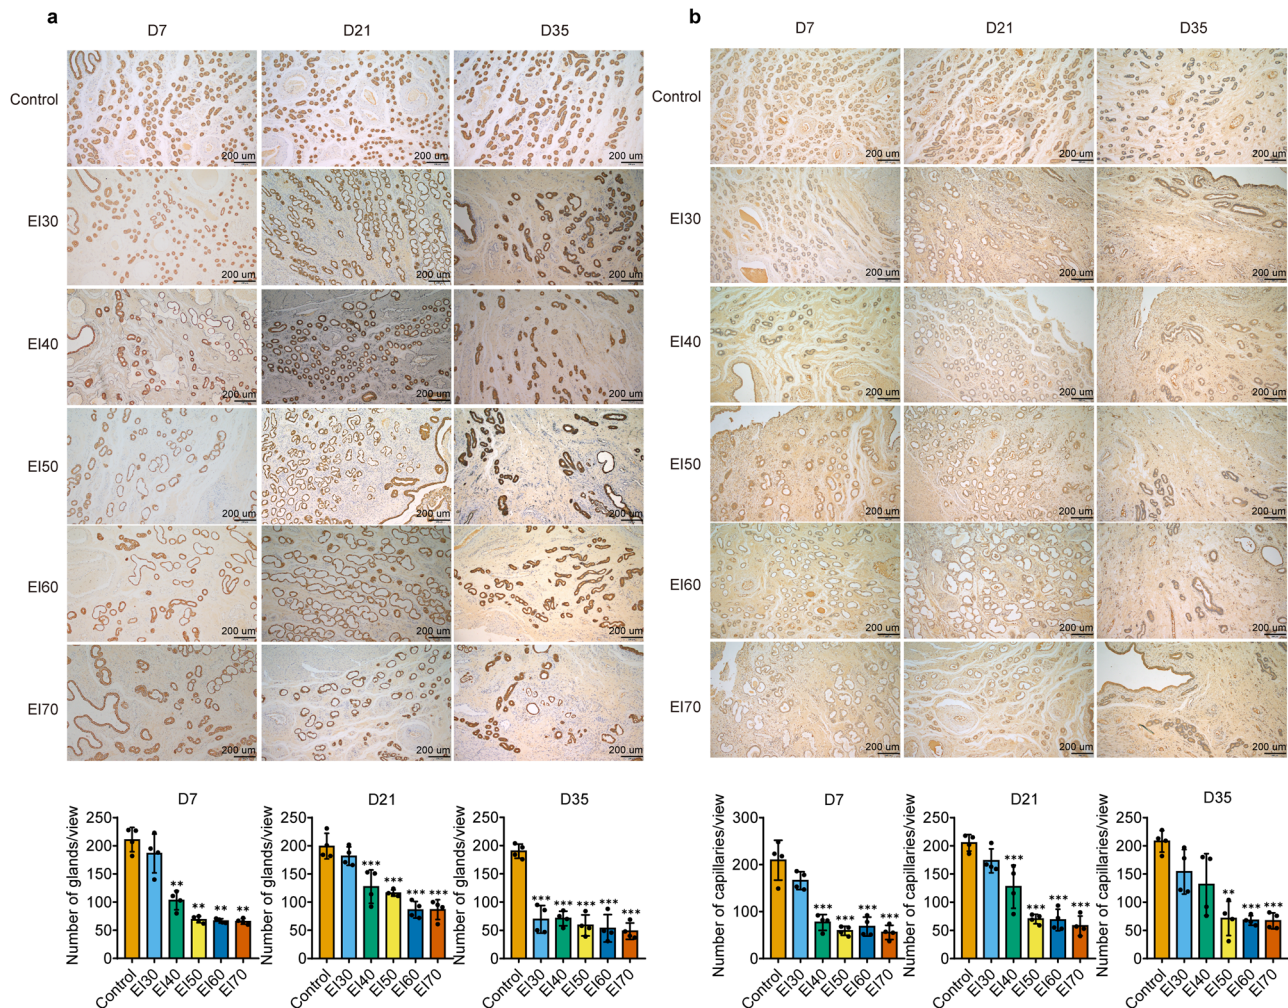 a
D7 D21 D35
Control
200 um 200 um 200 um
EI30
200 um 200 um 200 um
EI40
200 um 200 um 200 um
EI50
200 um 200 um 200 um
EI60
200 um 200 um 200 um
EI70
200 um 200 um 200 um
D7
Number of glands/view
250
200
150
100
50
0
** ** ** **
Control EI30 EI40 EI50 EI60 EI70
D21
Number of glands/view
250
200
150
100
50
0
*** *** *** ***
Control EI30 EI40 EI50 EI60 EI70
D35
Number of glands/view
250
200
150
100
50
0
*** *** *** *** ***
Control EI30 EI40 EI50 EI60 EI70
b
D7 D21 D35
Control
200 um 200 um 200 um
EI30
200 um 200 um 200 um
EI40
200 um 200 um 200 um
EI50
200 um 200 um 200 um
EI60
200 um 200 um 200 um
EI70
200 um 200 um 200 um
D7
Number of capillaries/view
300
200
100
0
*** *** *** ***
Control EI30 EI40 EI50 EI60 EI70
D21
Number of capillaries/view
250
200
150
100
50
0
*** *** *** ***
Control EI30 EI40 EI50 EI60 EI70
D35
Number of capillaries/view
250
200
150
100
50
0
** *** ***
Control EI30 EI40 EI50 EI60 EI70